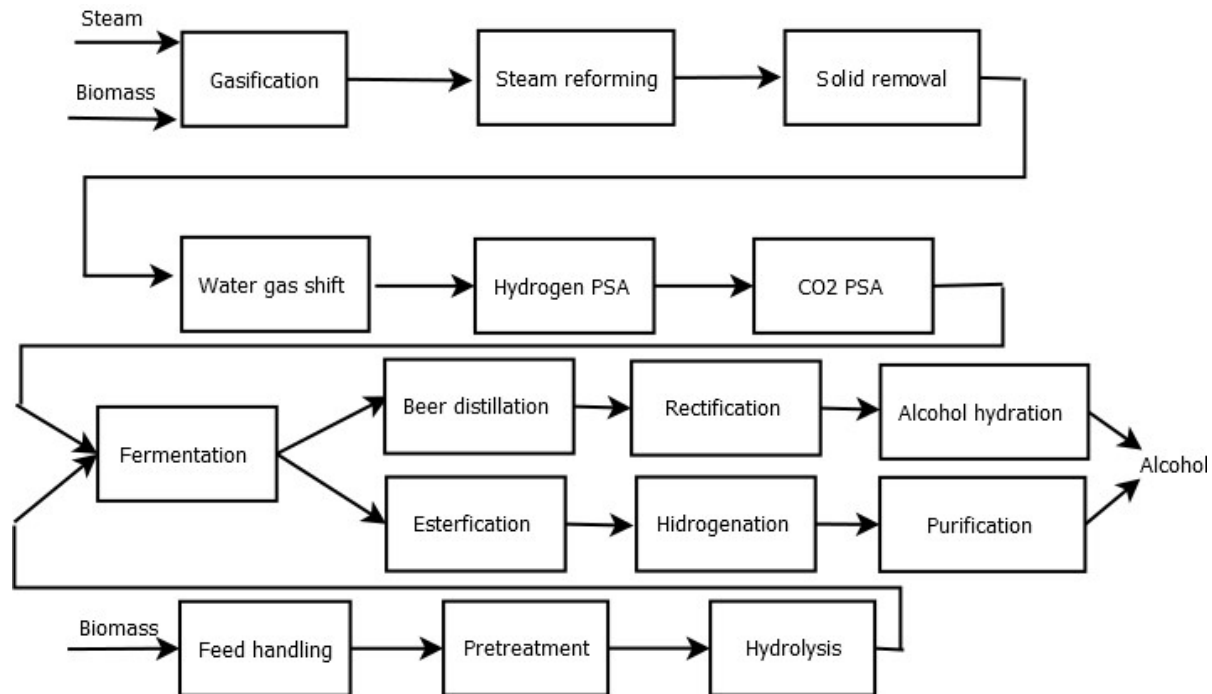 Steam
Biomass
Gasification
Steam reforming
Solid removal
Water gas shift
Hydrogen PSA
CO2 PSA
Fermentation
Beer distillation
Rectification
Alcohol hydration
Esterfication
Hidrogenation
Purification
Alcohol
Biomass
Feed handling
Pretreatment
Hydrolysis